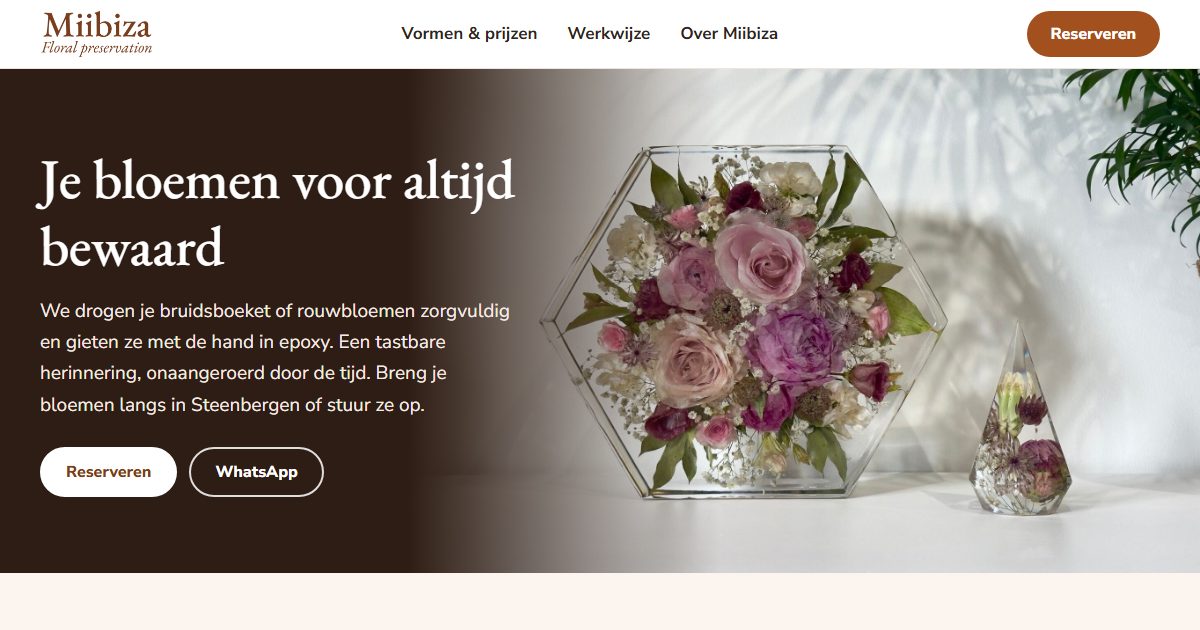 Miibiza
Floral preservation
Vormen & prijzen
Werkwijze
Over Miibiza
Reserveren
Je bloemen voor altijd
bewaard
We drogen je bruidsboeket of rouwbloemen zorgvuldig
en gieten ze met de hand in epoxy. Een tastbare
herinnering, onaangeroerd door de tijd. Breng je
bloemen langs in Steenbergen of stuur ze op.
Reserveren
WhatsApp